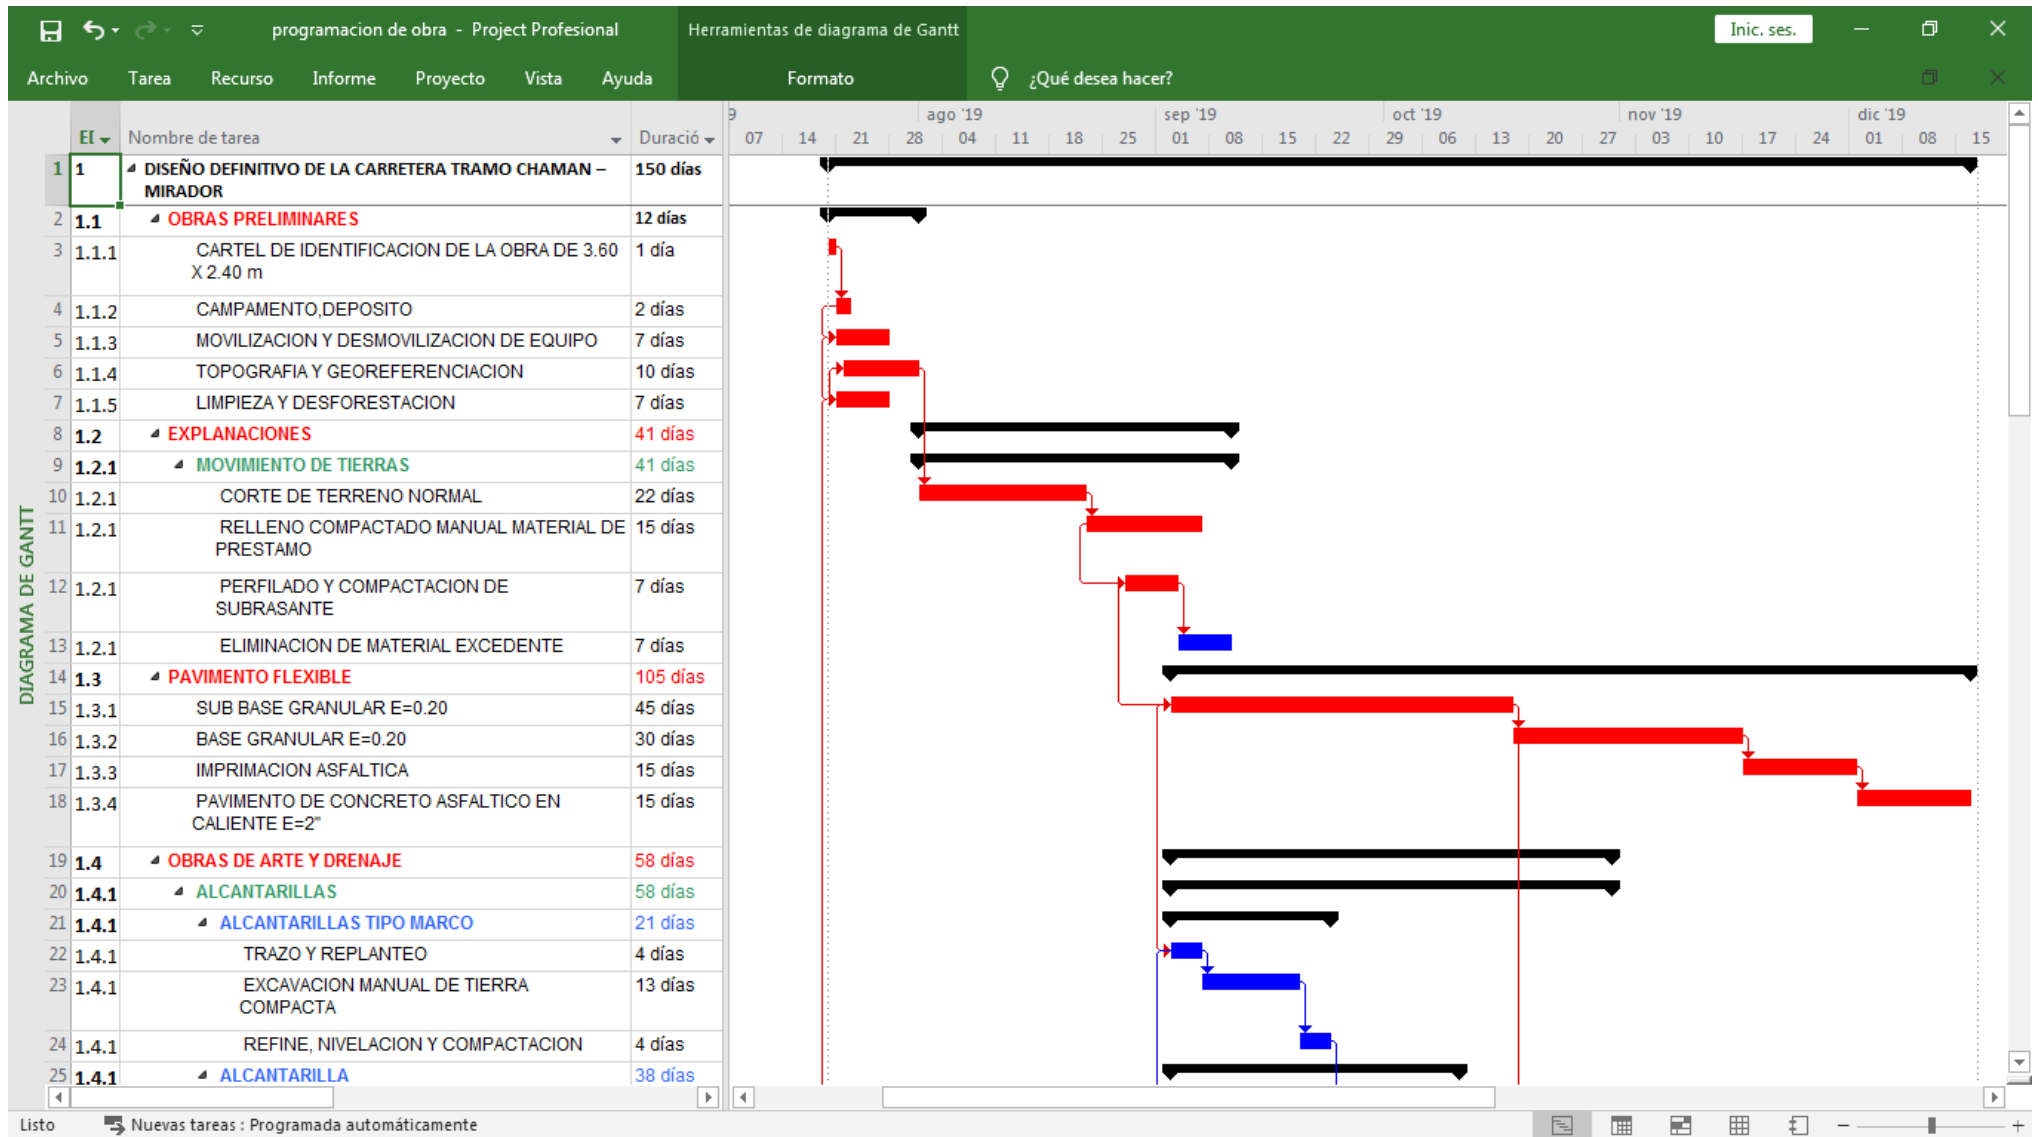 programacion de obra - Project Profesional
Herramientas de diagrama de Gantt
Inic. ses.
Archivo Tarea Recurso Informe Proyecto Vista Ayuda Formato ¿Qué desea hacer?
9 ago '19 sep '19 oct '19 nov '19 dic '19
Nombre de tarea Duració 07 14 21 28 04 11 18 25 01 08 15 22 29 06 13 20 27 03 10 17 24 01 08 15
1 1 DISEÑO DEFINITIVO DE LA CARRETERA TRAMO CHAMAN – 150 días
MIRADOR
2 1.1 OBRAS PRELIMINARES 12 días
3 1.1.1 CARTEL DE IDENTIFICACION DE LA OBRA DE 3.60 1 día
X 2.40 m
4 1.1.2 CAMPAMENTO,DEPOSITO 2 días
5 1.1.3 MOVILIZACION Y DESMOVILIZACION DE EQUIPO 7 días
6 1.1.4 TOPOGRAFIA Y GEOREFERENCIACION 10 días
7 1.1.5 LIMPIEZA Y DESFORESTACION 7 días
8 1.2 EXPLANACIONES 41 días
9 1.2.1 MOVIMIENTO DE TIERRAS 41 días
10 1.2.1 CORTE DE TERRENO NORMAL 22 días
11 1.2.1 RELLENO COMPACTADO MANUAL MATERIAL DE 15 días
PRESTAMO
12 1.2.1 PERFILADO Y COMPACTACION DE 7 días
SUBRASANTE
13 1.2.1 ELIMINACION DE MATERIAL EXCEDENTE 7 días
14 1.3 PAVIMENTO FLEXIBLE 105 días
15 1.3.1 SUB BASE GRANULAR E=0.20 45 días
16 1.3.2 BASE GRANULAR E=0.20 30 días
17 1.3.3 IMPRIMACION ASFALTICA 15 días
18 1.3.4 PAVIMENTO DE CONCRETO ASFALTICO EN 15 días
CALIENTE E=2"
19 1.4 OBRAS DE ARTE Y DRENAJE 58 días
20 1.4.1 ALCANTARILLAS 58 días
21 1.4.1 ALCANTARILLAS TIPO MARCO 21 días
22 1.4.1 TRAZO Y REPLANTEO 4 días
23 1.4.1 EXCAVACION MANUAL DE TIERRA 13 días
COMPACTA
24 1.4.1 REFINE, NIVELACION Y COMPACTACION 4 días
25 1.4.1 ALCANTARILLA 38 días
DIAGRAMA DE GANTT
Listo Nuevas tareas : Programada automáticamente